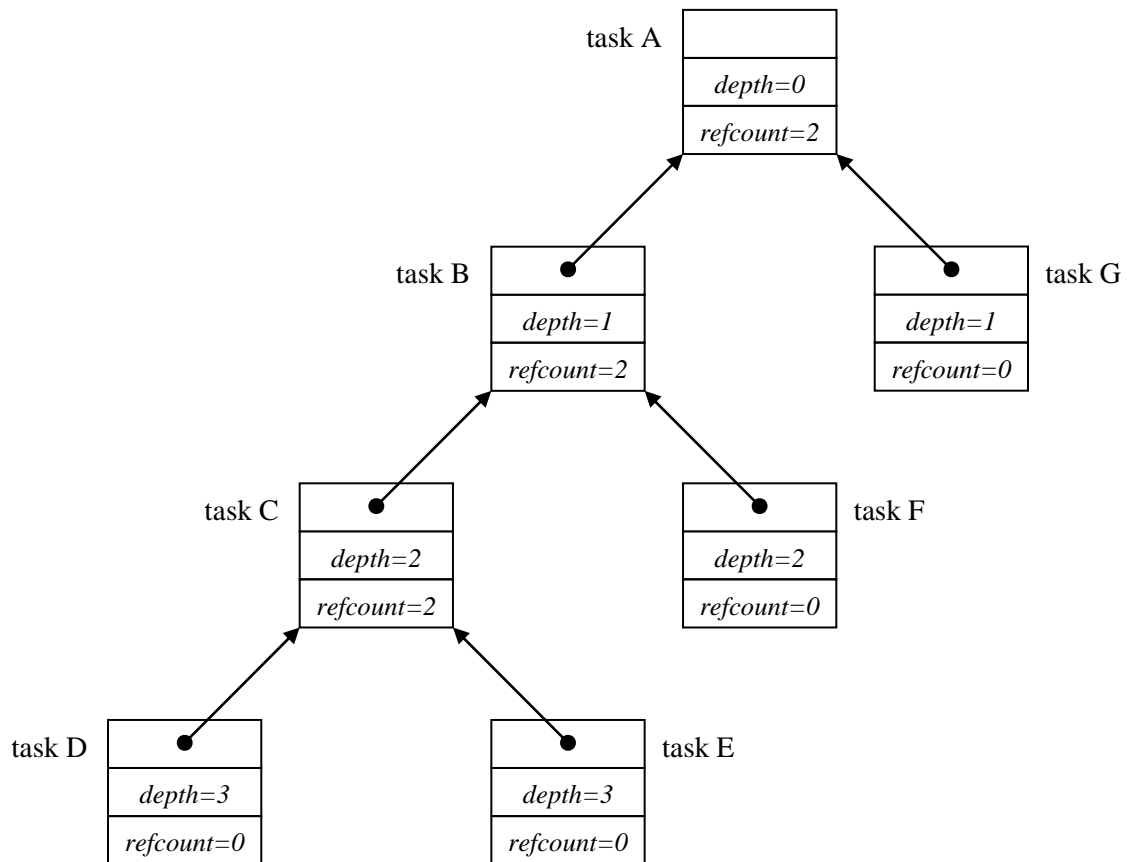 task A
depth=0
refcount=2
task B
depth=1
refcount=2
task G
depth=1
refcount=0
task C
depth=2
refcount=2
task F
depth=2
refcount=0
task D
depth=3
refcount=0
task E
depth=3
refcount=0